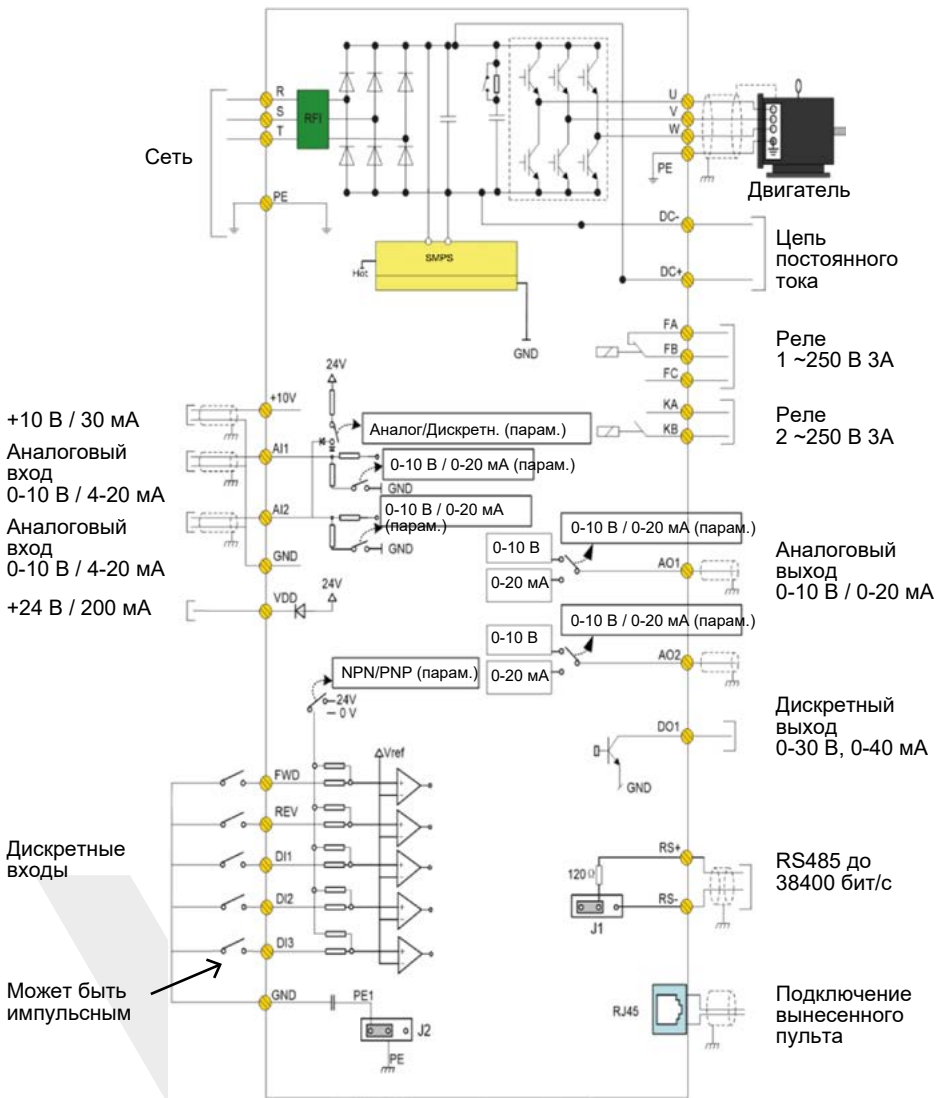 R
S
T
RFI
Сеть
PE
U
V
W
PE
Двигатель
DC-
DC+
Цепь
постоянного
тока
SMPS
Hot
GND
FA
FB
FC
Реле
1 ~250 В 3А
KA
KB
Реле
2 ~250 В 3А
24V
+10V
+10 В / 30 мА
Аналог/Дискретн. (парам.)
AI1
Аналоговый
вход
0-10 В / 4-20 мА
0-10 В / 0-20 мА (парам.)
GND
AI2
Аналоговый
вход
0-10 В / 4-20 мА
0-10 В / 0-20 мА
(парам.)
GND
GND
VDD
24V
+24 В / 200 мА
0-10 В / 0-20 мА (парам.)
0-10 В
0-20 мА
AO1
Аналоговый
выход
0-10 В / 0-20 мА
0-10 В / 0-20 мА (парам.)
0-10 В
0-20 мА
AO2
NPN/PNP (парам.)
24V
0 V
DO1
GND
Дискретный
выход
0-30 В, 0-40 мА
Vref
FWD
REV
DI1
DI2
DI3
Дискретные
входы
Может быть
импульсным
GND
PE1
J2
PE
RS+
120 Ω
RS-
J1
RS485 до
38400 бит/с
RJ45
Подключение
вынесенного
пульта